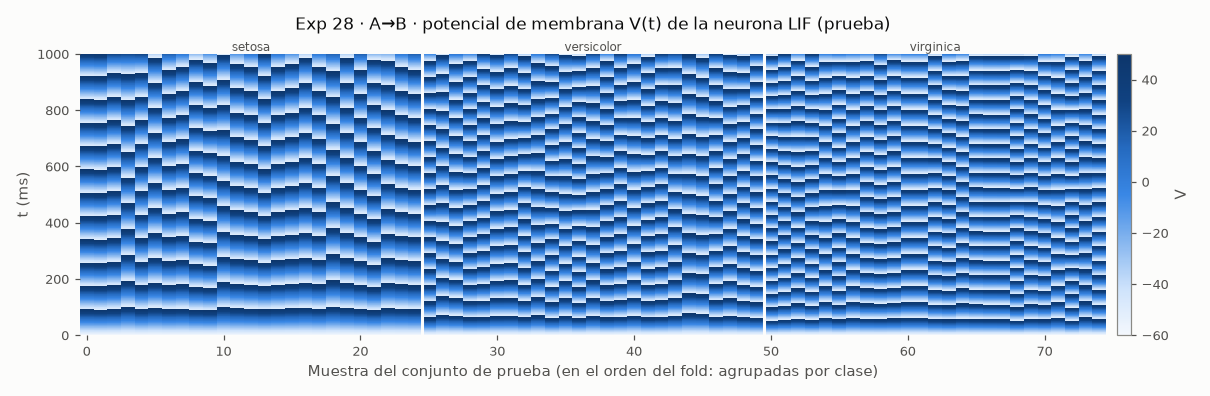 Exp 28 · A→B · potencial de membrana V(t) de la neurona LIF (prueba)
setosa versicolor virginica
1000
800
600
400
200
0
t (ms)
0 10 20 30 40 50 60 70
Muestra del conjunto de prueba (en el orden del fold: agrupadas por clase)
40
20
0
−20
−40
−60
V